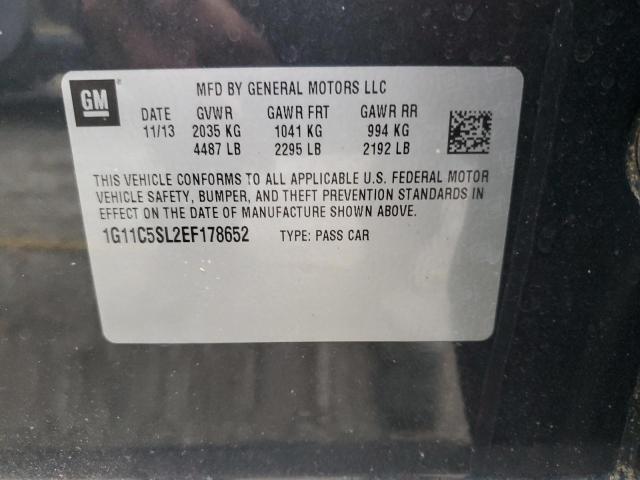 GM
MFD BY GENERAL MOTORS LLC
DATE GVWR GAWR FRT GAWR RR
11/13 2035 KG 1041 KG 994 KG
4487 LB 2295 LB 2192 LB
THIS VEHICLE CONFORMS TO ALL APPLICABLE U.S. FEDERAL MOTOR
VEHICLE SAFETY, BUMPER, AND THEFT PREVENTION STANDARDS IN
EFFECT ON THE DATE OF MANUFACTURE SHOWN ABOVE.
1G11C5SL2EF178652 TYPE: PASS CAR